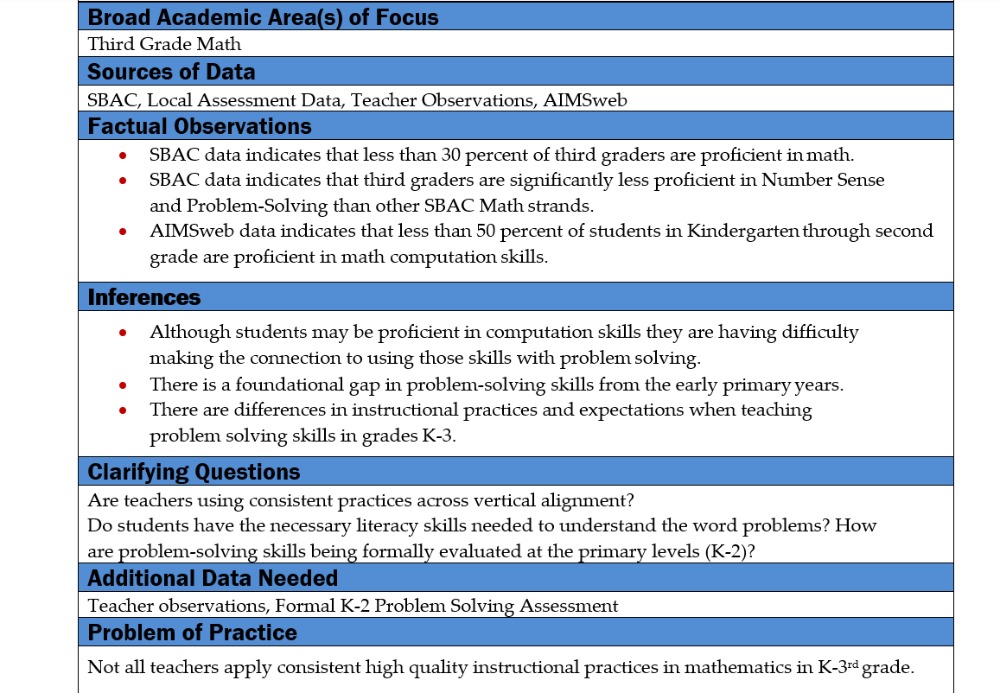 Broad Academic Area(s) of Focus
Third Grade Math
Sources of Data
SBAC, Local Assessment Data, Teacher Observations, AIMSweb
Factual Observations
• SBAC data indicates that less than 30 percent of third graders are proficient in math.
• SBAC data indicates that third graders are significantly less proficient in Number Sense
and Problem-Solving than other SBAC Math strands.
• AIMSweb data indicates that less than 50 percent of students in Kindergarten through second
grade are proficient in math computation skills.
Inferences
• Although students may be proficient in computation skills they are having difficulty
making the connection to using those skills with problem solving.
• There is a foundational gap in problem-solving skills from the early primary years.
• There are differences in instructional practices and expectations when teaching
problem solving skills in grades K-3.
Clarifying Questions
Are teachers using consistent practices across vertical alignment?
Do students have the necessary literacy skills needed to understand the word problems? How
are problem-solving skills being formally evaluated at the primary levels (K-2)?
Additional Data Needed
Teacher observations, Formal K-2 Problem Solving Assessment
Problem of Practice
Not all teachers apply consistent high quality instructional practices in mathematics in K-3rd grade.